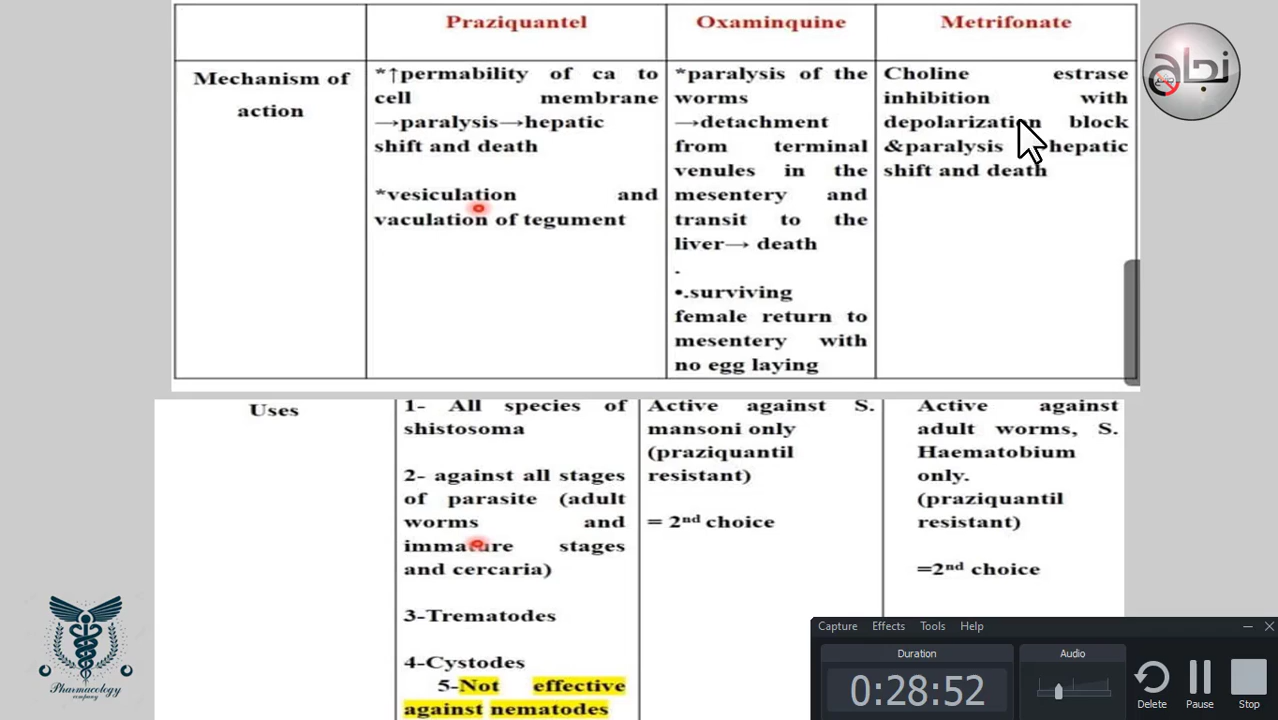 Praziquantel
Oxaminquine
Metrifonate
Mechanism of
action
*↑permability of ca to
cell membrane
→paralysis→hepatic
shift and death
*vesiculation and
vaculation of tegument
*paralysis of the
worms
→detachment
from terminal
venules in the
mesentery and
transit to the
liver→ death
.
•.surviving
female return to
mesentery with
no egg laying
Choline estrase
inhibition with
depolarization block
&paralysis hepatic
shift and death
Uses
1- All species of
shistosoma
2- against all stages
of parasite (adult
worms and
immature stages
and cercaria)
3-Trematodes
4-Cystodes
5-Not effective
against nematodes
Active against S.
mansoni only
(praziquantil
resistant)
= 2nd choice
Active against
adult worms, S.
Haematobium
only.
(praziquantil
resistant)
=2nd choice
نبأ
Pharmacology
company
Capture Effects Tools Help
Duration
0:28:52
Audio
Delete
Pause
Stop